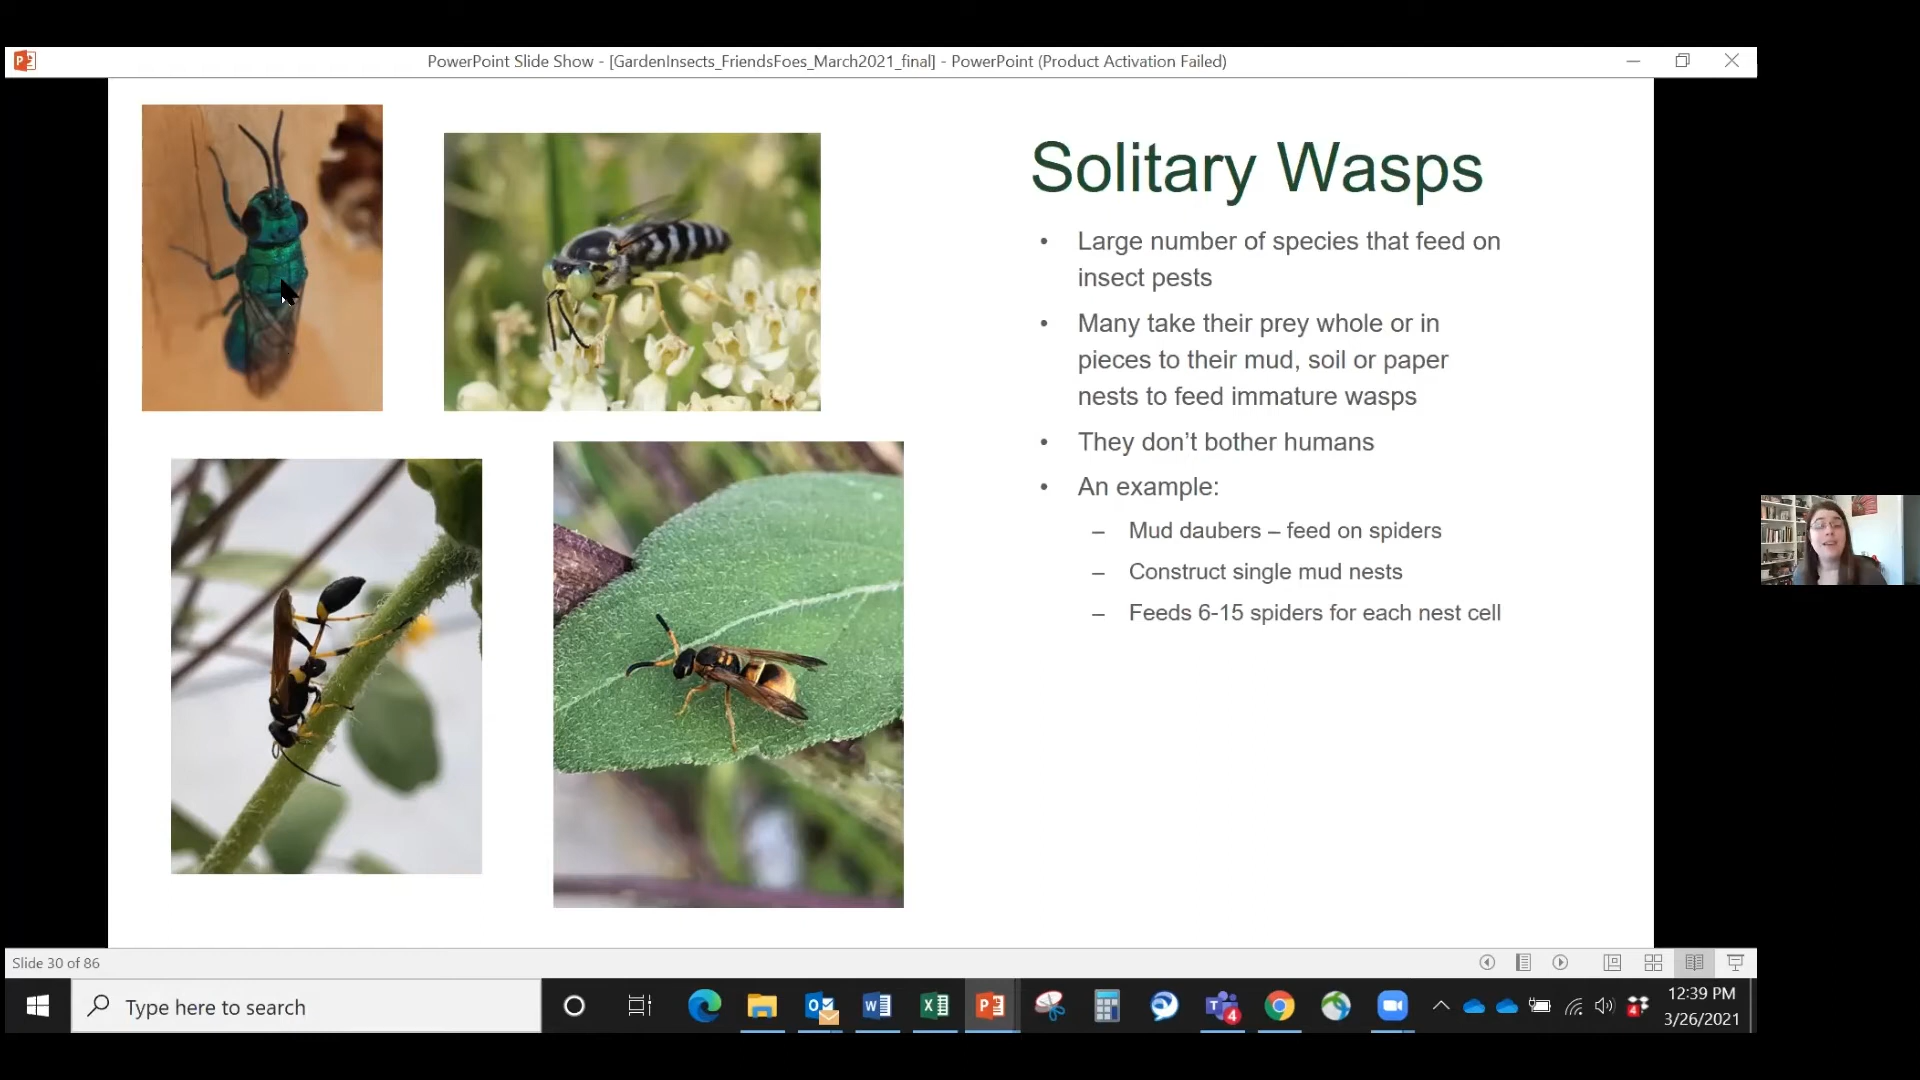 PowerPoint Slide Show - [GardenInsects_FriendsFoes_March2021_final] - PowerPoint (Product Activation Failed)
Solitary Wasps
• Large number of species that feed on
insect pests
• Many take their prey whole or in
pieces to their mud, soil or paper
nests to feed immature wasps
• They don’t bother humans
• An example:
– Mud daubers – feed on spiders
– Construct single mud nests
– Feeds 6-15 spiders for each nest cell
Slide 30 of 86
Type here to search
4
4
12:39 PM
3/26/2021